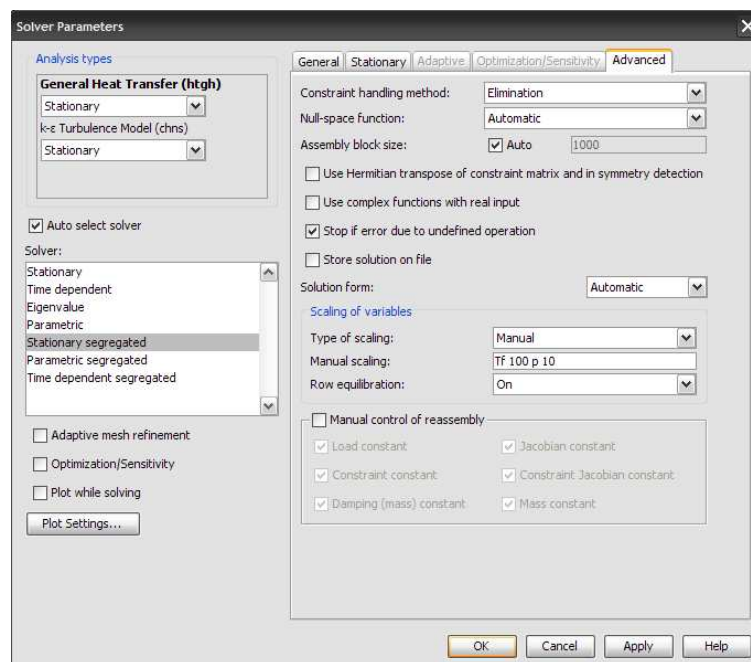 Solver Parameters
Analysis types
General Heat Transfer (htgh)
Stationary
k-ε Turbulence Model (chns)
Stationary
Auto select solver
Solver:
Stationary
Time dependent
Eigenvalue
Parametric
Stationary segregated
Parametric segregated
Time dependent segregated
Adaptive mesh refinement
Optimization/Sensitivity
Plot while solving
Plot Settings...
General Stationary Adaptive Optimization/Sensitivity Advanced
Constraint handling method: Elimination
Null-space function: Automatic
Assembly block size: Auto 1000
Use Hermitian transpose of constraint matrix and in symmetry detection
Use complex functions with real input
Stop if error due to undefined operation
Store solution on file
Solution form: Automatic
Scaling of variables
Type of scaling: Manual
Manual scaling: Tf 100 p 10
Row equilibration: On
Manual control of reassembly
Load constant Jacobian constant
Constraint constant Constraint Jacobian constant
Damping (mass) constant Mass constant
OK Cancel Apply Help